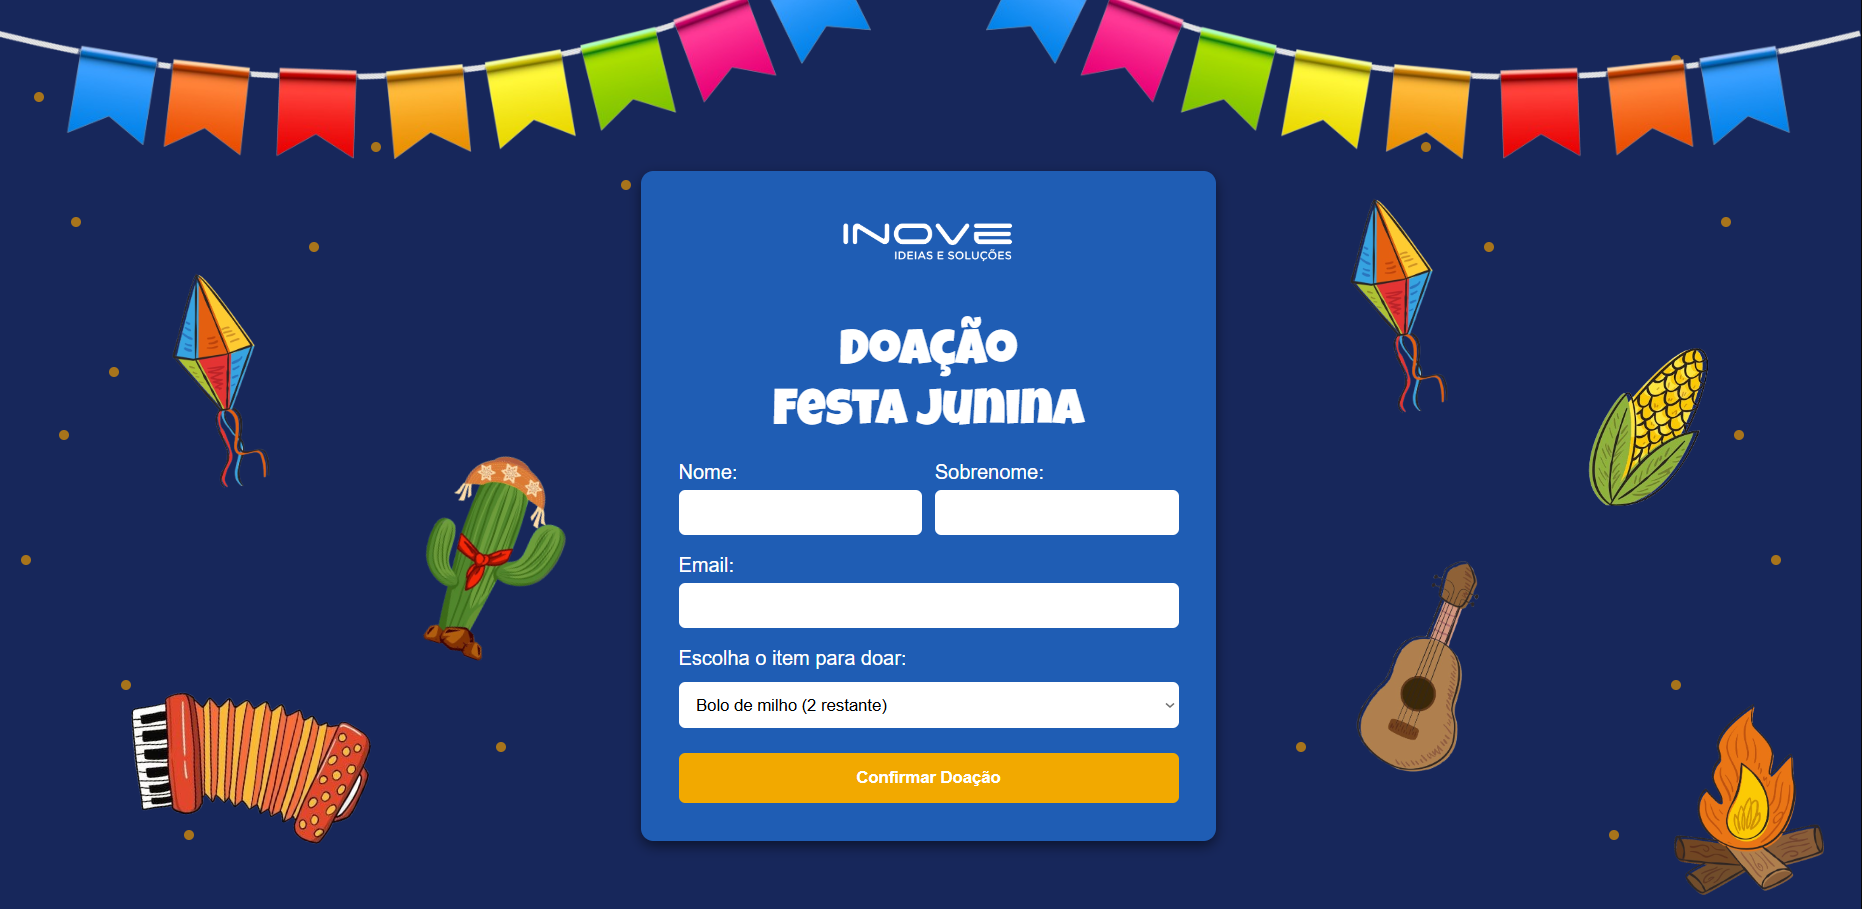 INOVE
IDEIAS E SOLUÇÕES
DOAÇÃO
FESTA JUNINA
Nome:
Sobrenome:
Email:
Escolha o item para doar:
Bolo de milho (2 restante)
Confirmar Doação